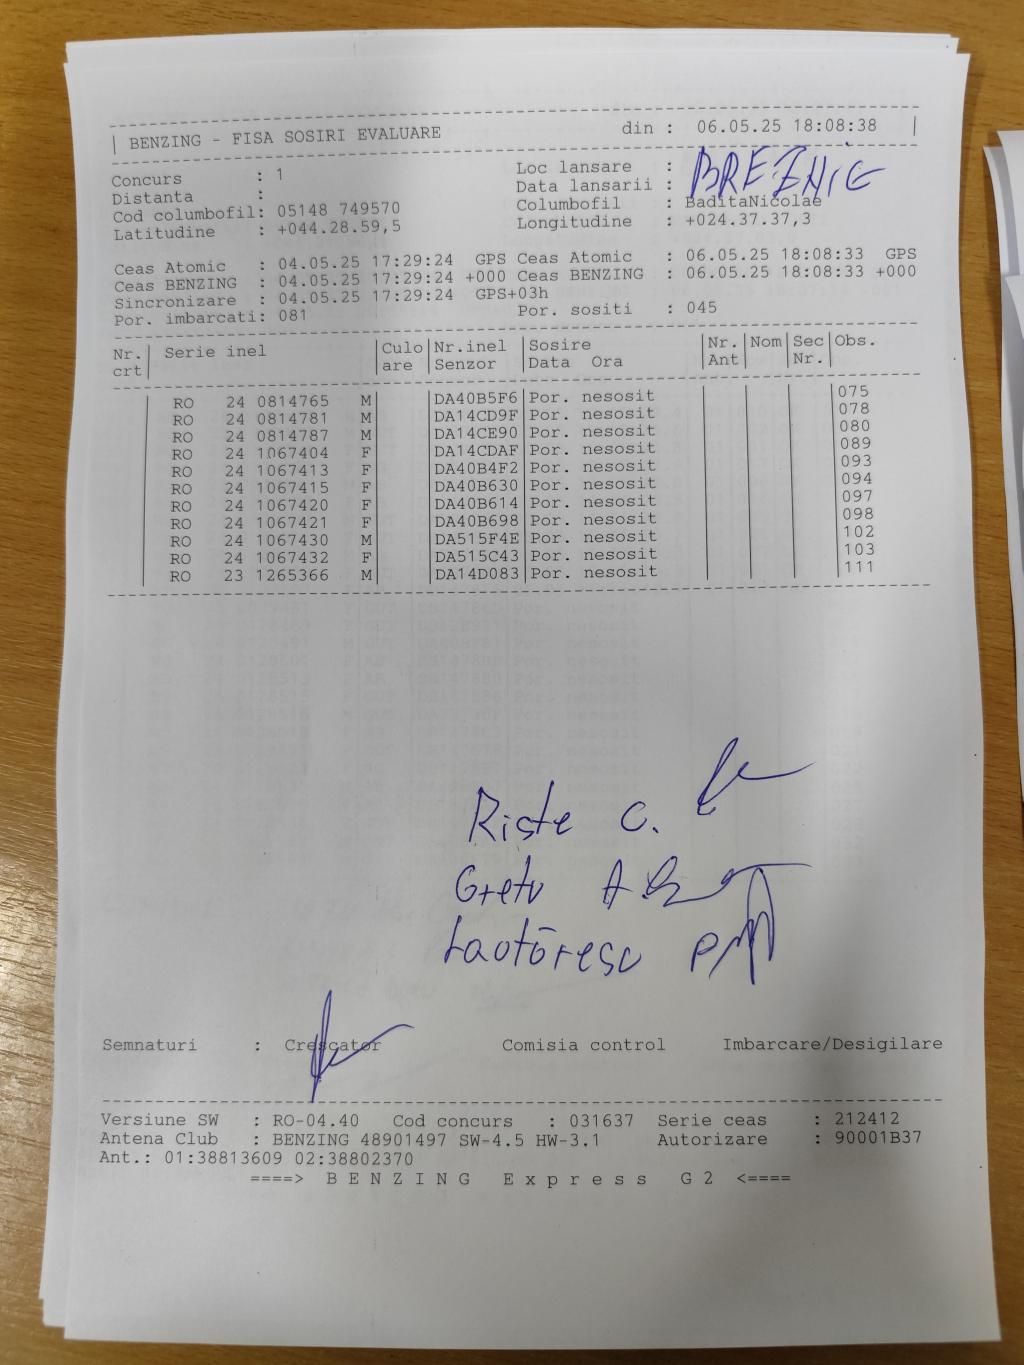 BENZING - FISA SOSIRI EVALUARE din : 06.05.25 18:08:38
Concurs : 1 Loc lansare : BREZNIC
Distanta : Data lansarii :
Cod columbofil: 05148 749570 Columbofil : BaditaNicolae
Latitudine : +044.28.59,5 Longitudine : +024.37.37,3
Ceas Atomic : 04.05.25 17:29:24 GPS Ceas Atomic : 06.05.25 18:08:33 GPS
Ceas BENZING : 04.05.25 17:29:24 +000 Ceas BENZING : 06.05.25 18:08:33 +000
Sincronizare : 04.05.25 17:29:24 GPS+03h
Por. imbarcati: 081 Por. sositi : 045
Nr. crt Serie inel Culo are Nr.inel Senzor Sosire Data Ora Nr. Ant Nom Sec Nr. Obs.
RO 24 0814765 M DA40B5F6 Por. nesosit 075
RO 24 0814781 M DA14CD9F Por. nesosit 078
RO 24 0814787 M DA14CE90 Por. nesosit 080
RO 24 1067404 F DA14CDAF Por. nesosit 089
RO 24 1067413 F DA40B4F2 Por. nesosit 093
RO 24 1067415 F DA40B630 Por. nesosit 094
RO 24 1067420 F DA40B614 Por. nesosit 097
RO 24 1067421 F DA40B698 Por. nesosit 098
RO 24 1067430 M DA515F4E Por. nesosit 102
RO 24 1067432 F DA515C43 Por. nesosit 103
RO 23 1265366 M DA14D083 Por. nesosit 111
Riste C.
Gretu A
Lautōrescu P
Semnaturi : Crescator Comisia control Imbarcare/Desigilare
Versiune SW : RO-04.40 Cod concurs : 031637 Serie ceas : 212412
Antena Club : BENZING 48901497 SW-4.5 HW-3.1 Autorizare : 90001B37
Ant.: 01:38813609 02:38802370
====> BENZING Express G2 <====